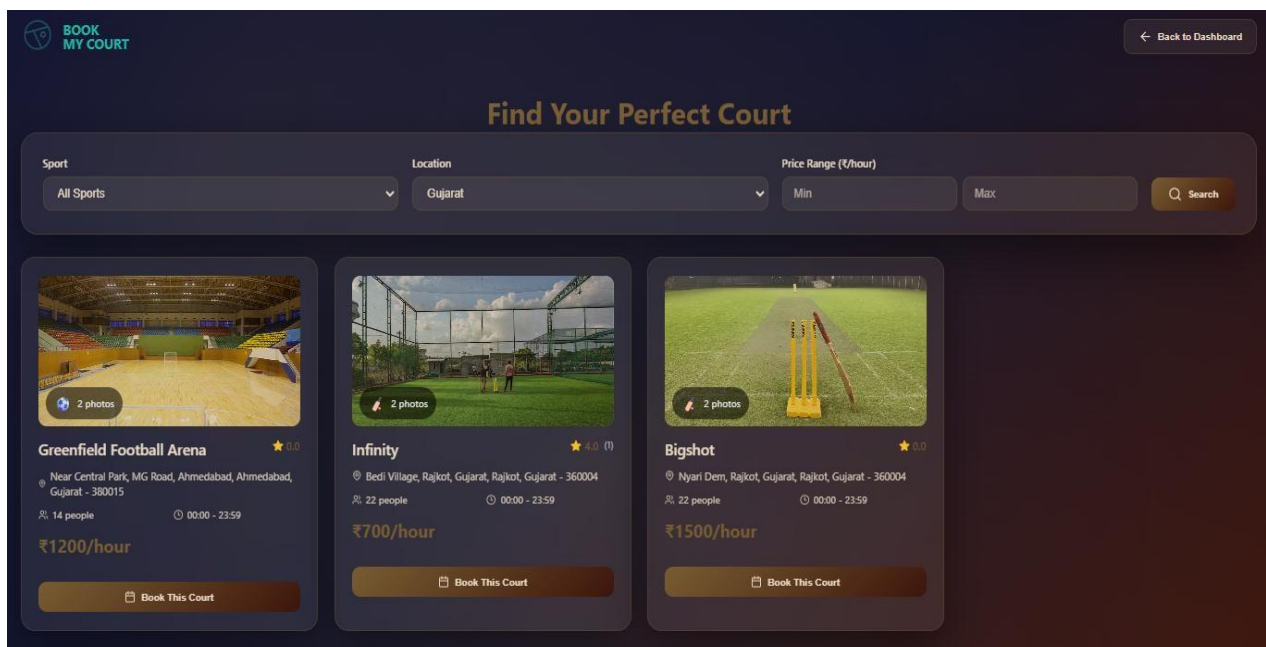 BOOK
MY COURT
← Back to Dashboard
Find Your Perfect Court
Sport
Location
Price Range (₹/hour)
All Sports
Gujarat
Min
Max
Search
2 photos
Greenfield Football Arena
0.0
Near Central Park, MG Road, Ahmedabad, Ahmedabad,
Gujarat - 380015
14 people
00:00 - 23:59
₹1200/hour
Book This Court
2 photos
Infinity
4.0 (1)
Bedi Village, Rajkot, Gujarat, Rajkot, Gujarat - 360004
22 people
00:00 - 23:59
₹700/hour
Book This Court
2 photos
Bigshot
0.0
Nyari Dem, Rajkot, Gujarat, Rajkot, Gujarat - 360004
22 people
00:00 - 23:59
₹1500/hour
Book This Court